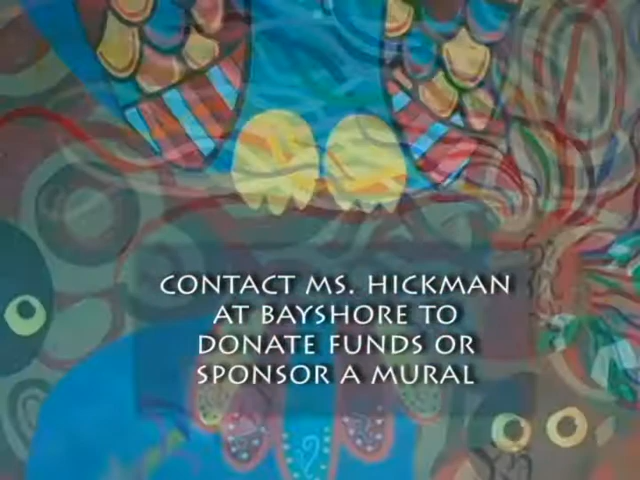 CONTACT MS. HICKMAN
AT BAYSHORE TO
DONATE FUNDS OR
SPONSOR A MURAL